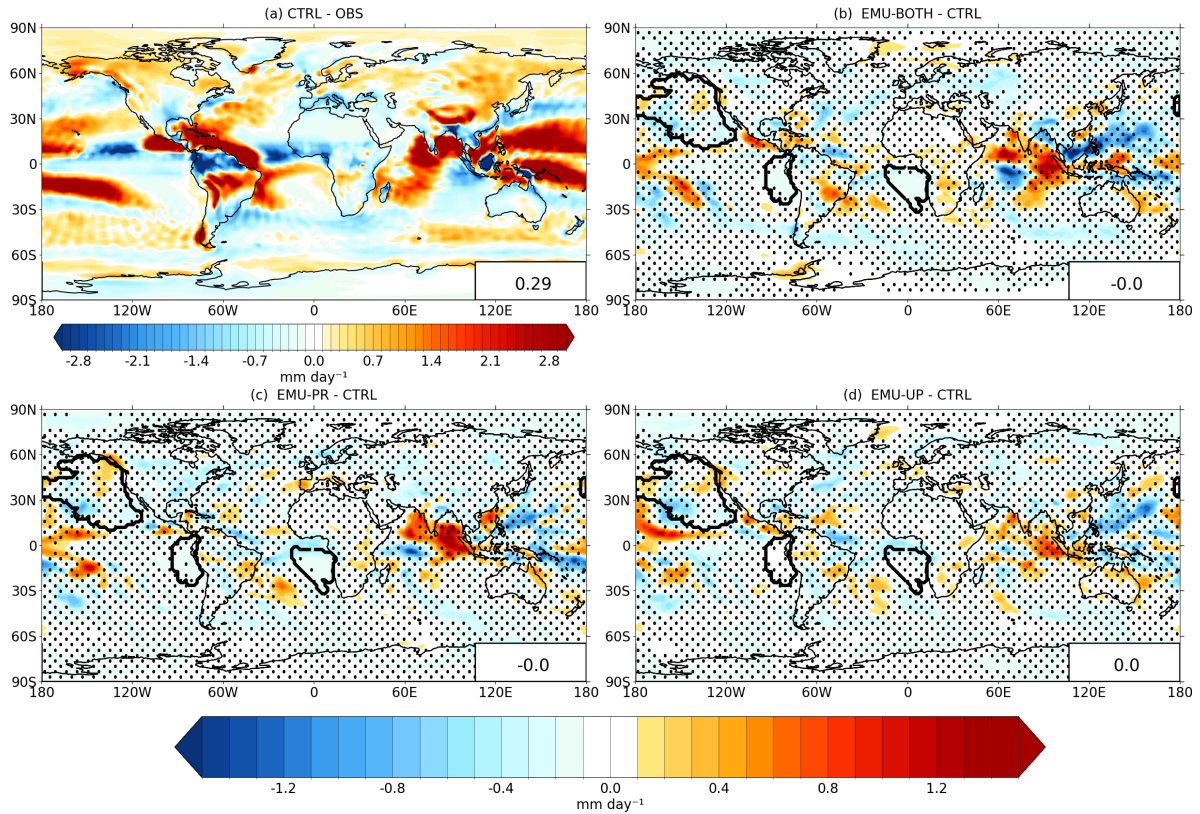 (a) CTRL - OBS
(b) EMU-BOTH - CTRL
90N
60N
30N
0
30S
60S
90S
180 120W 60W 0 60E 120E 180
0.29
90N
60N
30N
0
30S
60S
90S
180 120W 60W 0 60E 120E 180
-0.0
-2.8 -2.1 -1.4 -0.7 0.0 0.7 1.4 2.1 2.8
mm day⁻¹
(c) EMU-PR - CTRL
(d) EMU-UP - CTRL
90N
60N
30N
0
30S
60S
90S
180 120W 60W 0 60E 120E 180
-0.0
90N
60N
30N
0
30S
60S
90S
180 120W 60W 0 60E 120E 180
0.0
-1.2 -0.8 -0.4 0.0 0.4 0.8 1.2
mm day⁻¹